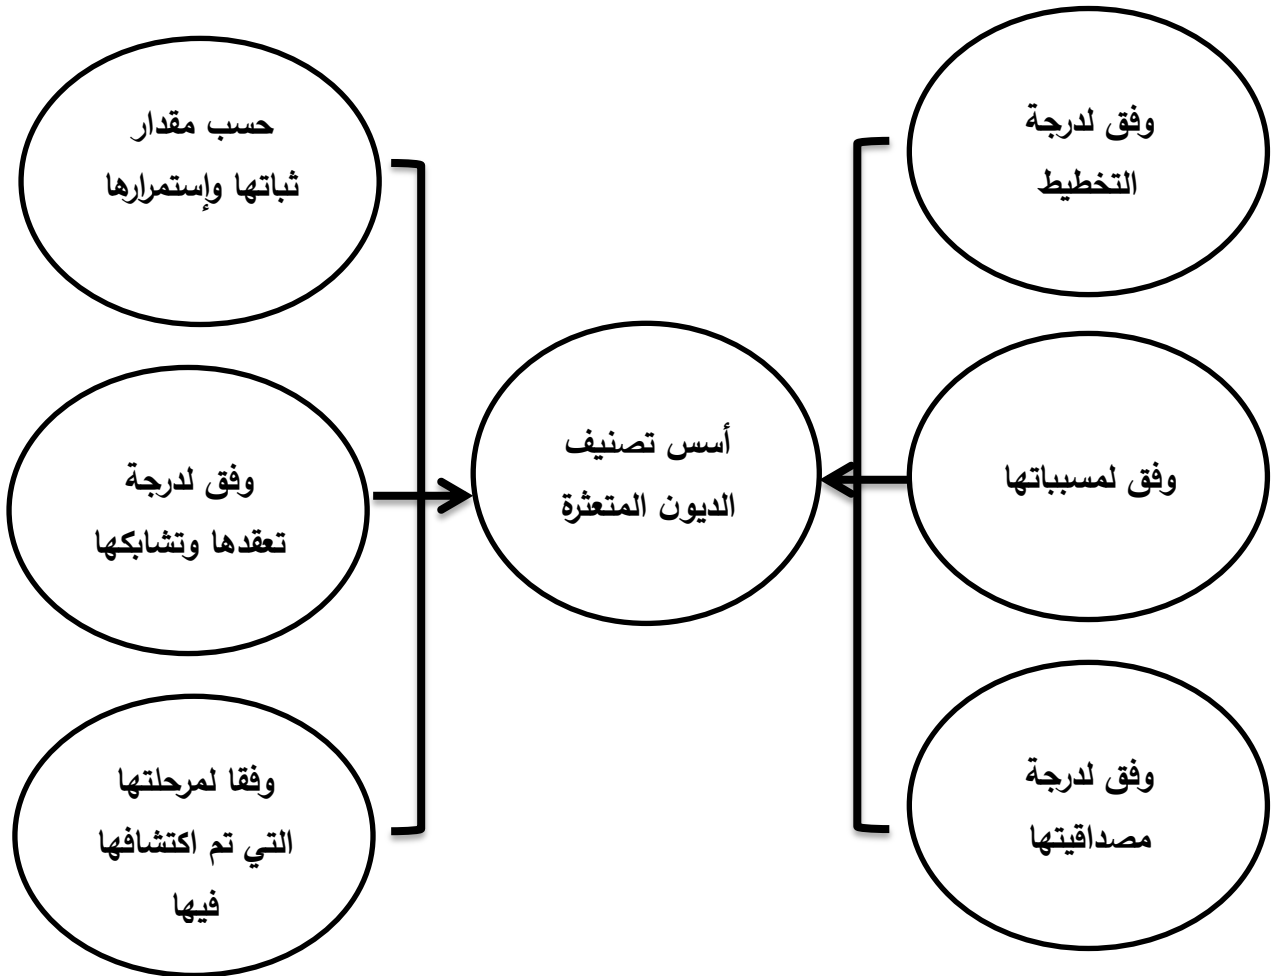 وفق لدرجة
التخطيط
وفق لمسبباتها
وفق لدرجة
مصداقيتها
أسس تصنيف
الديون المتعثرة
حسب مقدار
ثباتها وإستمرارها
وفق لدرجة
تعقدها وتشابكها
وفقا لمرحلتها
التي تم اكتشافها
فيها